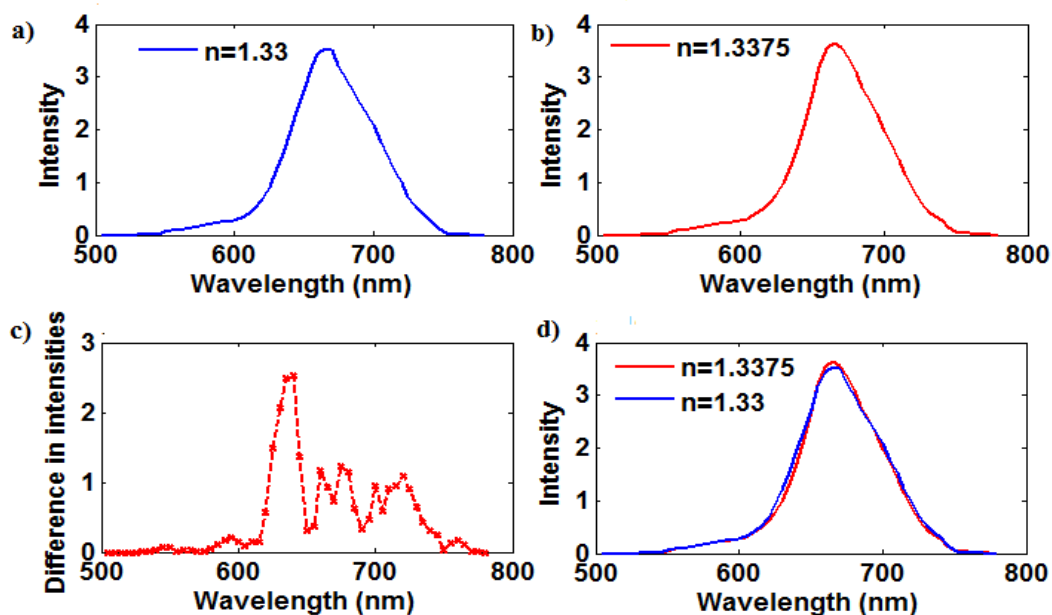 a)
4
3
2
1
0
Intensity
n=1.33
500 600 700 800
Wavelength (nm)
b)
4
3
2
1
0
Intensity
n=1.3375
500 600 700 800
Wavelength (nm)
c)
3
2
1
0
Difference in intensities
500 600 700 800
Wavelength (nm)
d)
4
3
2
1
0
Intensity
n=1.3375
n=1.33
500 600 700 800
Wavelength (nm)